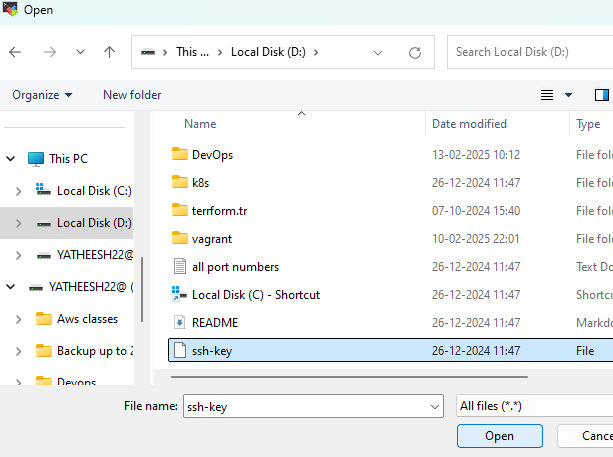 Open
This ... Local Disk (D:)
Search Local Disk (D:)
Organize New folder
Name Date modified Type
This PC
Local Disk (C:)
Local Disk (D:)
YATHEESH22@
YATHEESH22@ (
Aws classes
Backup up to 2
Devops
DevOps 13-02-2025 10:12 File fol
k8s 26-12-2024 11:47 File fol
terrform.tr 07-10-2024 15:40 File fol
vagrant 10-02-2025 22:01 File fol
all port numbers 26-12-2024 11:47 Text Do
Local Disk (C) - Shortcut 26-12-2024 11:47 Shortcu
README 26-12-2024 11:47 Markdo
ssh-key 26-12-2024 11:47 File
File name: ssh-key All files (*.*)
Open Cance